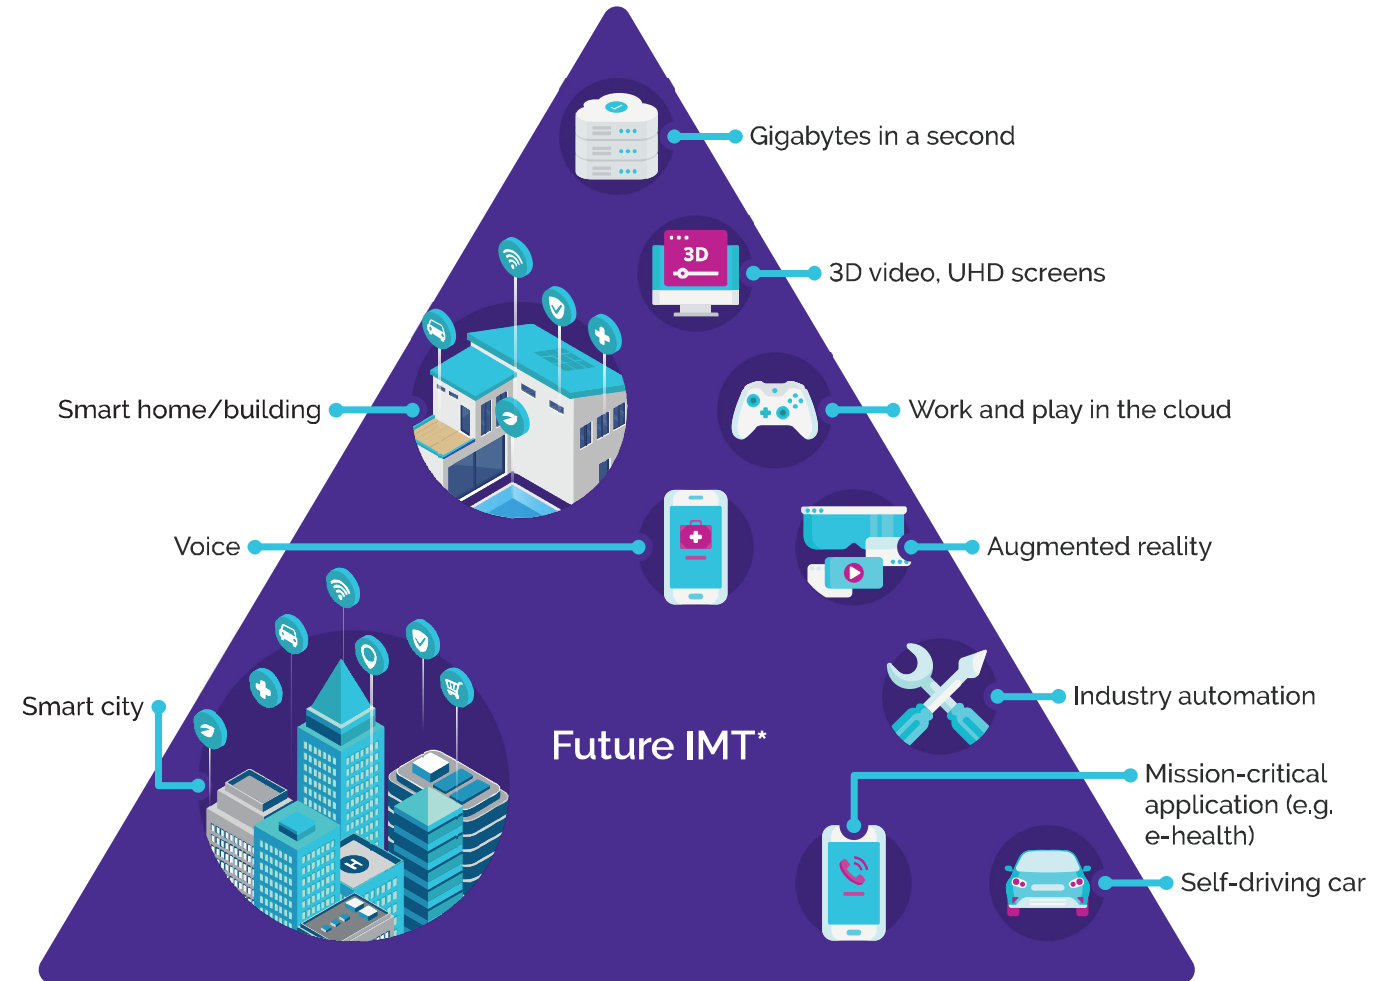 Gigabytes in a second
3D
3D video, UHD screens
Smart home/building
Work and play in the cloud
Voice
Augmented reality
Smart city
Industry automation
Future IMT*
Mission-critical
application (e.g.
e-health)
H
Self-driving car